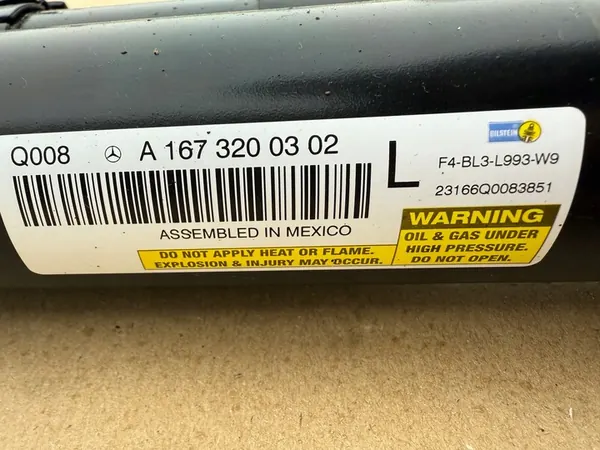 BILSTEIN
Q008 A 167 320 03 02 L
F4-BL3-L993-W9
23166Q0083851
ASSEMBLED IN MEXICO
DO NOT APPLY HEAT OR FLAME.
EXPLOSION & INJURY MAY OCCUR.
WARNING
OIL & GAS UNDER
HIGH PRESSURE.
DO NOT OPEN.